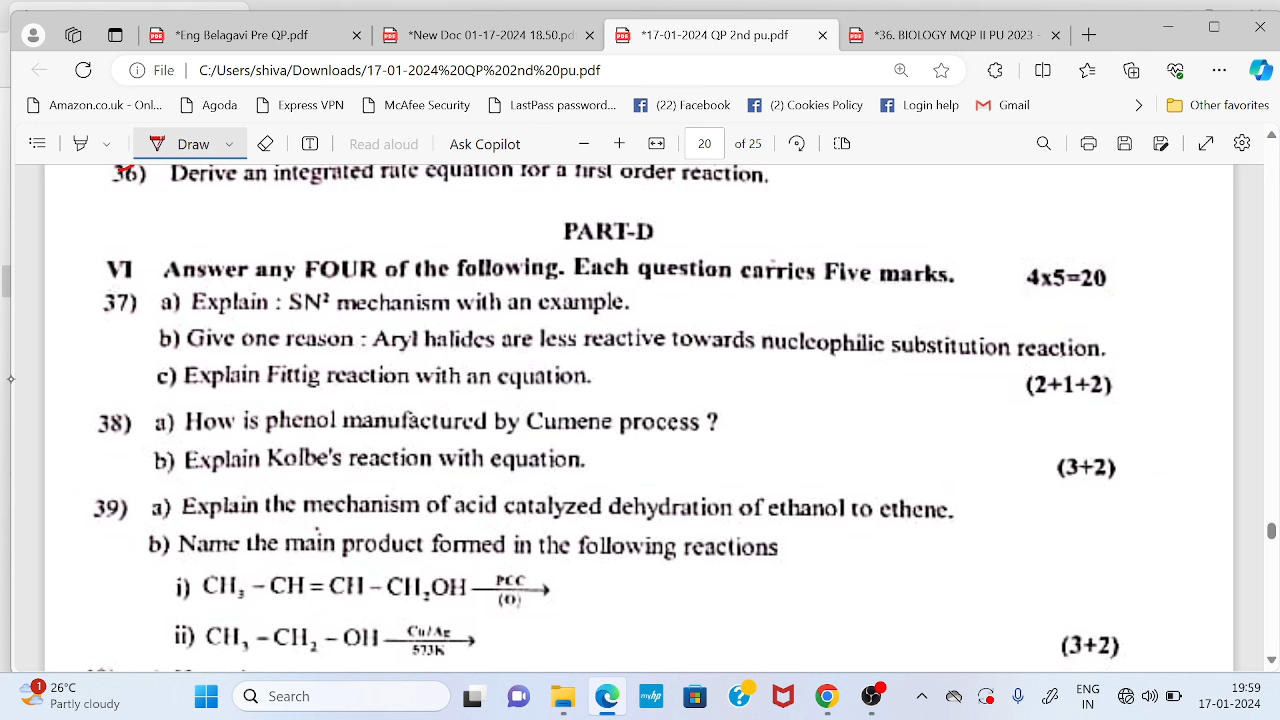 *Eng Belagavi Pre QP.pdf
*New Doc 01-17-2024 18.50.pd
*17-01-2024 QP 2nd pu.pdf
*36. BIOLOGY MQP II PU 2023 -
File C:/Users/shiva/Downloads/17-01-2024%20QP%202nd%20pu.pdf
Amazon.co.uk - Onl... Agoda Express VPN McAfee Security LastPass password... (22) Facebook (2) Cookies Policy Login help Gmail Other favorites
Draw Read aloud Ask Copilot 20 of 25
36) Derive an integrated rate equation for a first order reaction.
PART-D
VI Answer any FOUR of the following. Each question carries Five marks. 4x5=20
37) a) Explain : SN² mechanism with an example.
b) Give one reason : Aryl halides are less reactive towards nucleophilic substitution reaction.
c) Explain Fittig reaction with an equation. (2+1+2)
38) a) How is phenol manufactured by Cumene process ?
b) Explain Kolbe's reaction with equation. (3+2)
39) a) Explain the mechanism of acid catalyzed dehydration of ethanol to ethene.
b) Name the main product formed in the following reactions
i) CH₃ – CH = CH – CH₂OH PCC (O)
ii) CH₃ – CH₂ – OH Cu/Ag 573K (3+2)
1 26°C Partly cloudy Search myhp ENG IN 19:59 17-01-2024